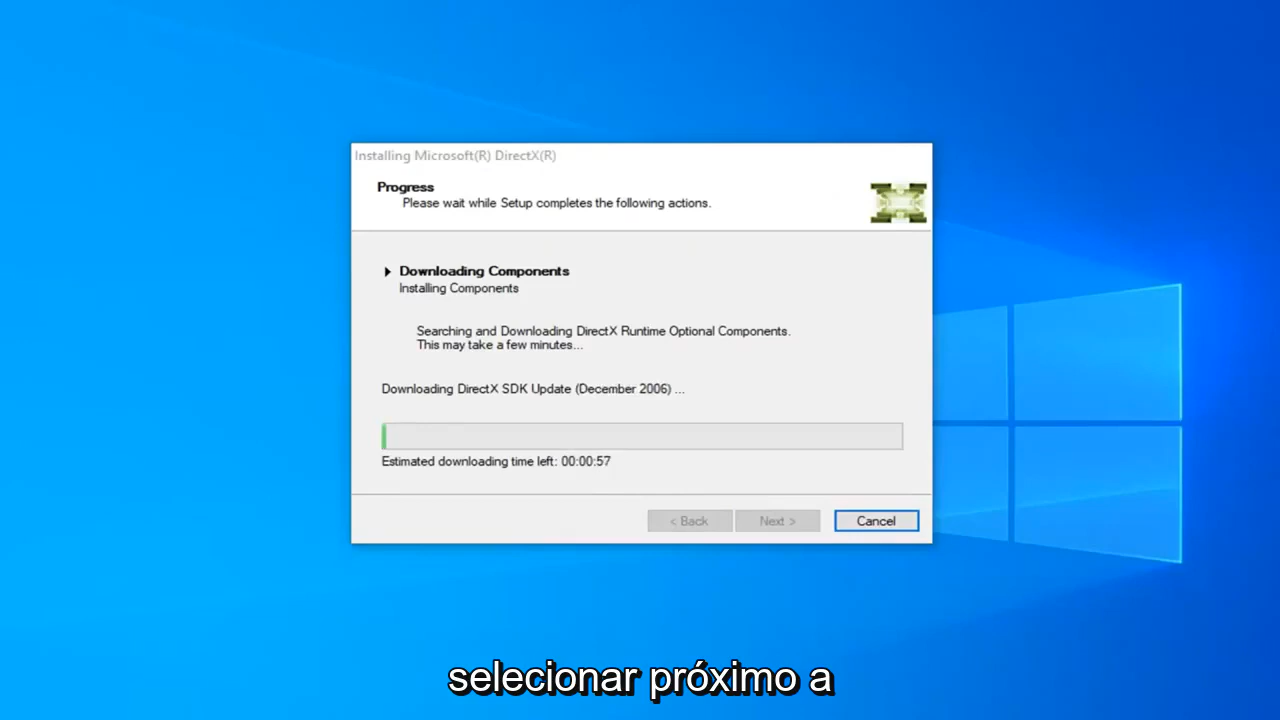 Installing Microsoft(R) DirectX(R)
Progress
Please wait while Setup completes the following actions.
Downloading Components
Installing Components
Searching and Downloading DirectX Runtime Optional Components.
This may take a few minutes...
Downloading DirectX SDK Update (December 2006) ...
Estimated downloading time left: 00:00:57
< Back Next > Cancel
selecionar próximo a